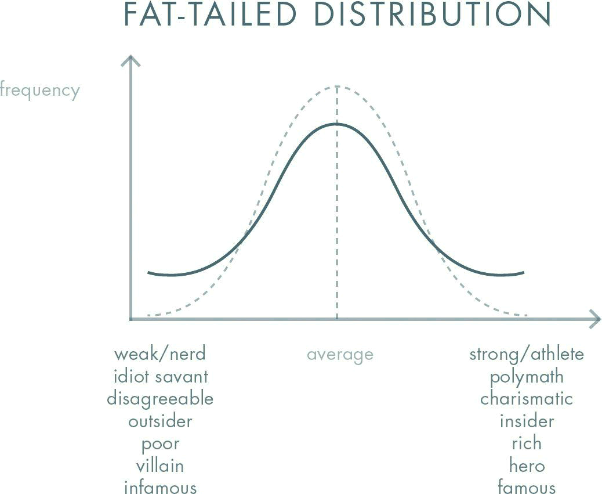 FAT-TAILED DISTRIBUTION
frequency
weak/nerd
idiot savant
disagreeable
outsider
poor
villain
infamous
average
strong/athlete
polymath
charismatic
insider
rich
hero
famous